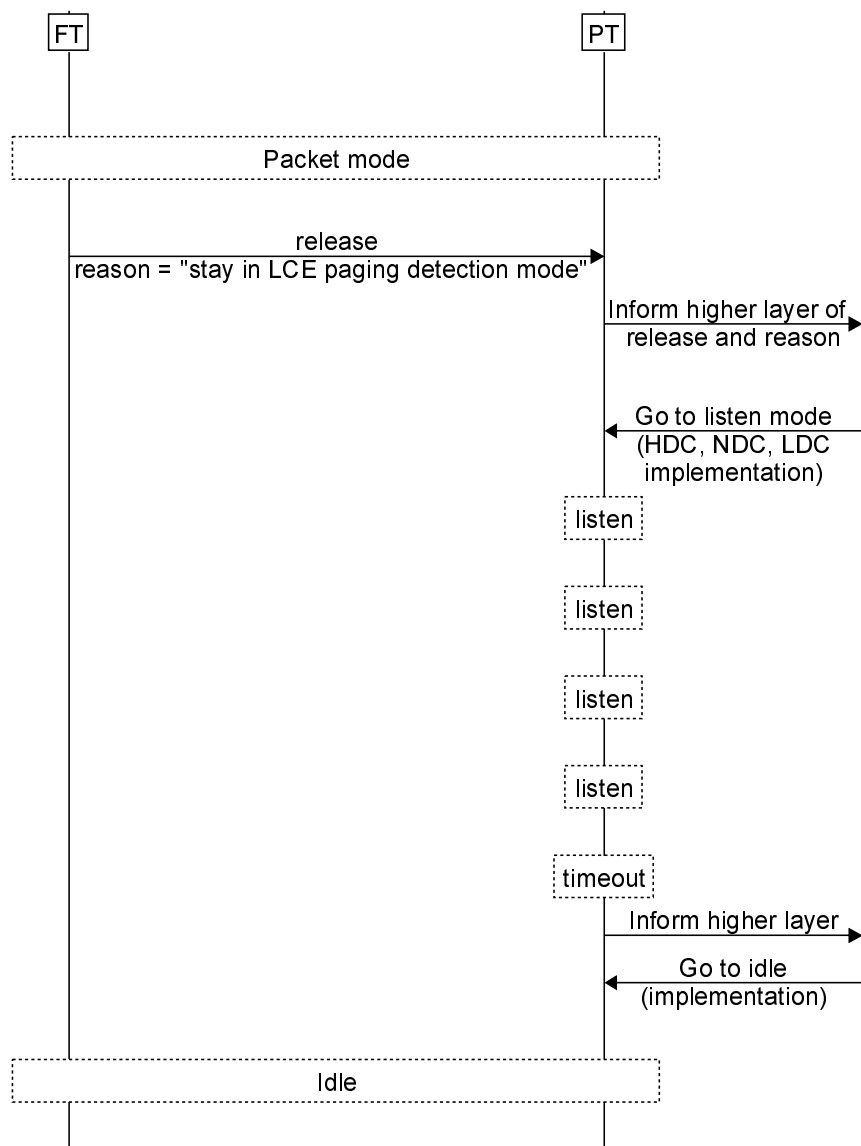 FT
PT
Packet mode
release
reason = "stay in LCE paging detection mode"
Inform higher layer of
release and reason
Go to listen mode
(HDC, NDC, LDC
implementation)
listen
listen
listen
listen
timeout
Inform higher layer
Go to idle
(implementation)
Idle